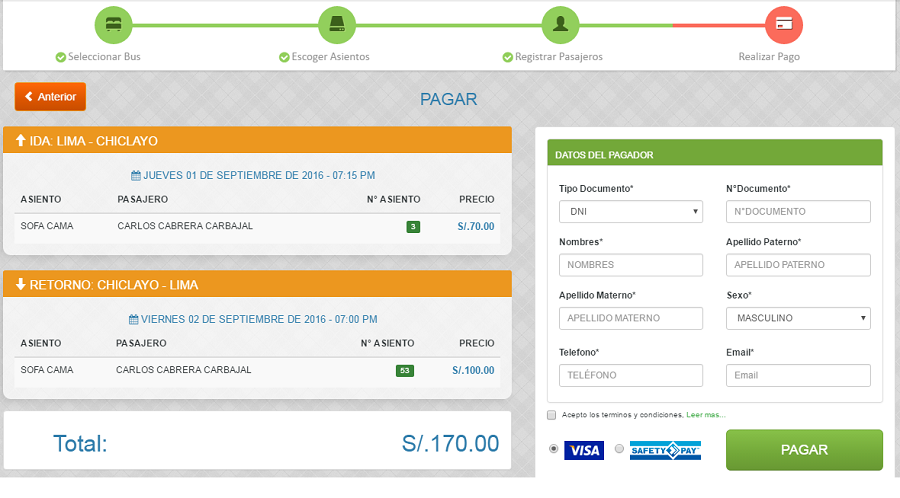 Seleccionar Bus Escoger Asientos Registrar Pasajeros Realizar Pago
Anterior
PAGAR
IDA: LIMA - CHICLAYO
JUEVES 01 DE SEPTIEMBRE DE 2016 - 07:15 PM
ASIENTO PASAJERO N° ASIENTO PRECIO
SOFA CAMA CARLOS CABRERA CARBAJAL 3 S/.70.00
RETORNO: CHICLAYO - LIMA
VIERNES 02 DE SEPTIEMBRE DE 2016 - 07:00 PM
ASIENTO PASAJERO N° ASIENTO PRECIO
SOFA CAMA CARLOS CABRERA CARBAJAL 53 S/.100.00
Total: S/.170.00
DATOS DEL PAGADOR
Tipo Documento* N°Documento*
DNI N°DOCUMENTO
Nombres* Apellido Paterno*
NOMBRES APELLIDO PATERNO
Apellido Materno* Sexo*
APELLIDO MATERNO MASCULINO
Telefono* Email*
TELÉFONO Email
Acepto los terminos y condiciones, Leer mas...
VISA SAFETY PAY PAGAR